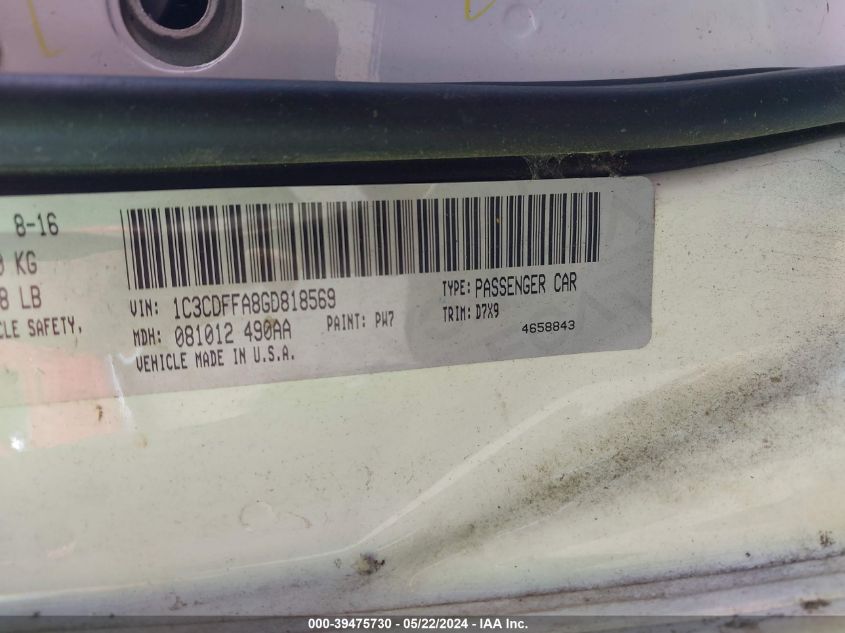 8-16
KG
8 LB
CLE SAFETY,
VIN: 1C3CDFFA8GD818569
TYPE: PASSENGER CAR
MDH: 081012 490AA
PAINT: PW7
TRIM: D7X9
VEHICLE MADE IN U.S.A.
4658843
000-39475730 - 05/22/2024 - IAA Inc.